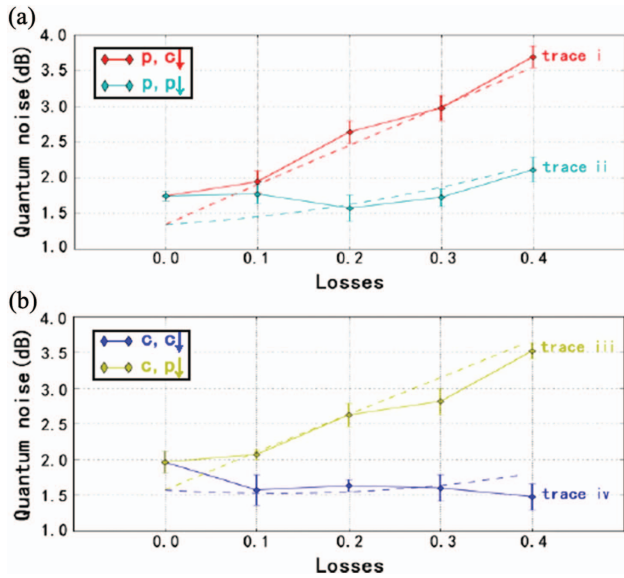 (a)
4.0
3.5
3.0
2.5
2.0
1.5
1.0
Quantum noise(dB)
p, c↓
p, p↓
trace i
trace ii
0.0 0.1 0.2 0.3 0.4
Losses
(b)
4.0
3.5
3.0
2.5
2.0
1.5
1.0
Quantum noise(dB)
c, c↓
c, p↓
trace iii
trace iv
0.0 0.1 0.2 0.3 0.4
Losses